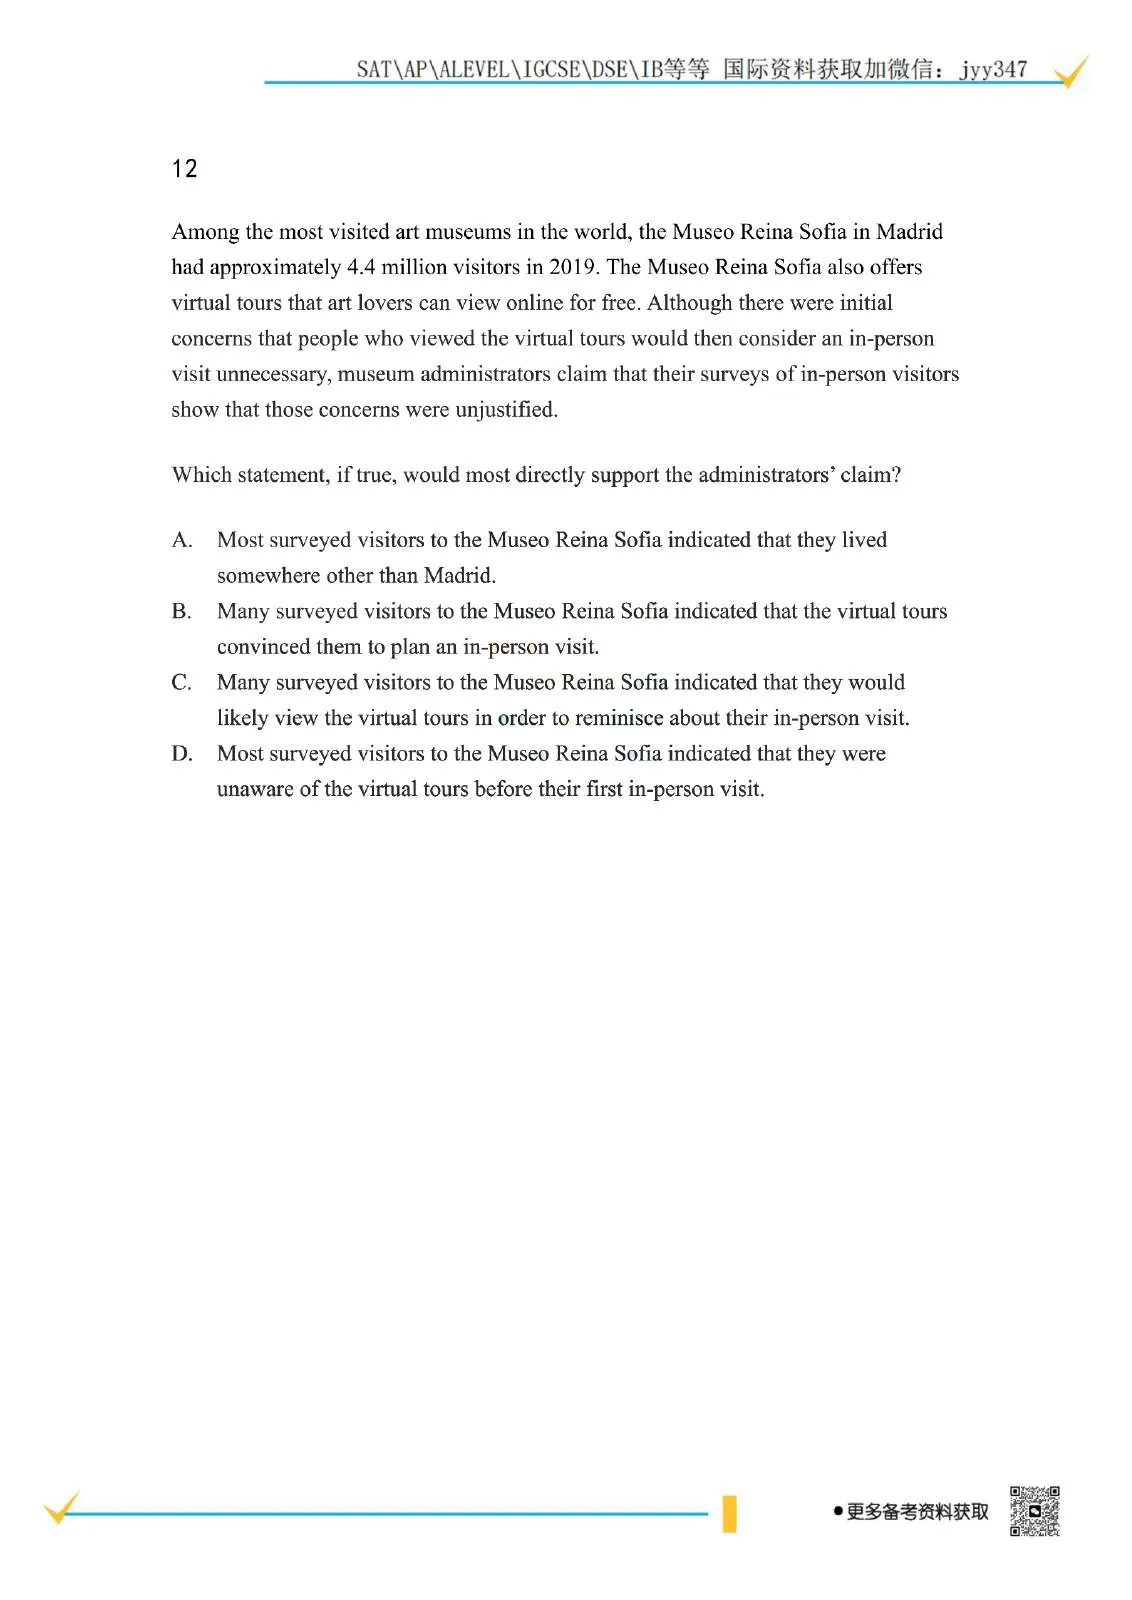 SAT\AP\ALEVEL\IGCSE\DSE\IB等等 国际资料获取加微信：jyy347
12
Among the most visited art museums in the world, the Museo Reina Sofia in Madrid
had approximately 4.4 million visitors in 2019. The Museo Reina Sofia also offers
virtual tours that art lovers can view online for free. Although there were initial
concerns that people who viewed the virtual tours would then consider an in-person
visit unnecessary, museum administrators claim that their surveys of in-person visitors
show that those concerns were unjustified.
Which statement, if true, would most directly support the administrators’ claim?
A. Most surveyed visitors to the Museo Reina Sofia indicated that they lived
somewhere other than Madrid.
B. Many surveyed visitors to the Museo Reina Sofia indicated that the virtual tours
convinced them to plan an in-person visit.
C. Many surveyed visitors to the Museo Reina Sofia indicated that they would
likely view the virtual tours in order to reminisce about their in-person visit.
D. Most surveyed visitors to the Museo Reina Sofia indicated that they were
unaware of the virtual tours before their first in-person visit.
●更多备考资料获取